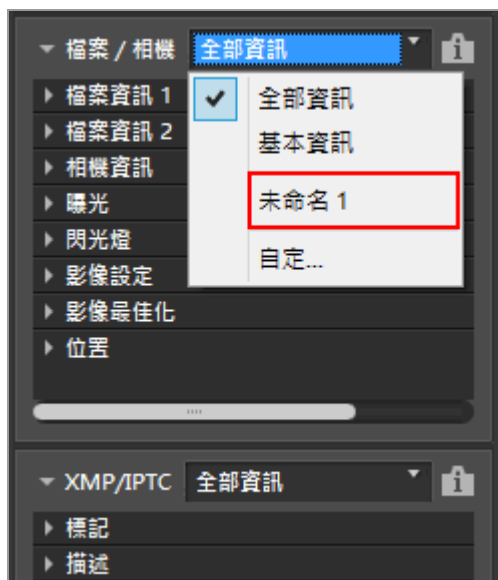 檔案 / 相機 全部資訊
檔案資訊 1
全部資訊
檔案資訊 2
基本資訊
相機資訊
曝光
未命名 1
閃光燈
自定...
影像設定
影像最佳化
位置
XMP/IPTC 全部資訊
標記
描述